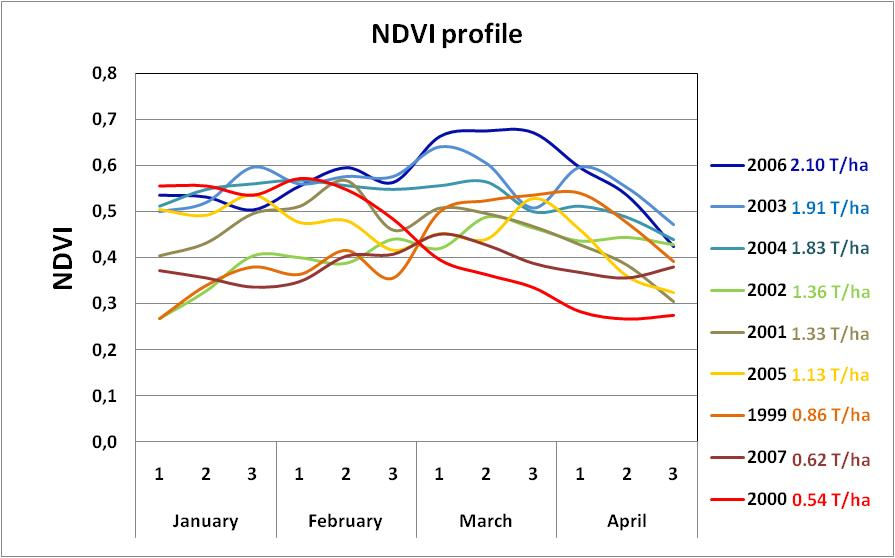 NDVI profile
0,8
0,7
0,6
0,5
0,4
0,3
0,2
0,1
0,0
NDVI
1 2 3 1 2 3 1 2 3 1 2 3
January February March April
2006 2.10 T/ha
2003 1.91 T/ha
2004 1.83 T/ha
2002 1.36 T/ha
2001 1.33 T/ha
2005 1.13 T/ha
1999 0.86 T/ha
2007 0.62 T/ha
2000 0.54 T/ha